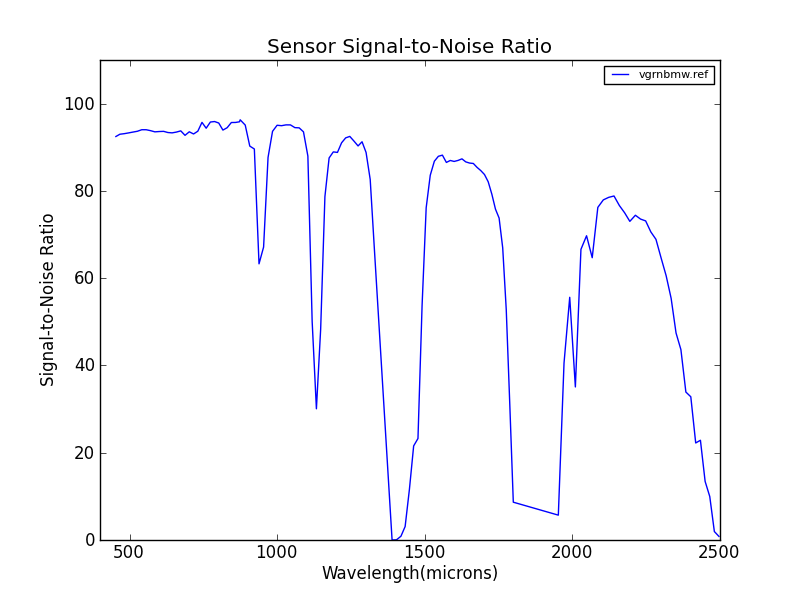 Sensor Signal-to-Noise Ratio
vgrnbmw.ref
Signal-to-Noise Ratio
100
80
60
40
20
0
500
1000
1500
2000
2500
Wavelength(microns)